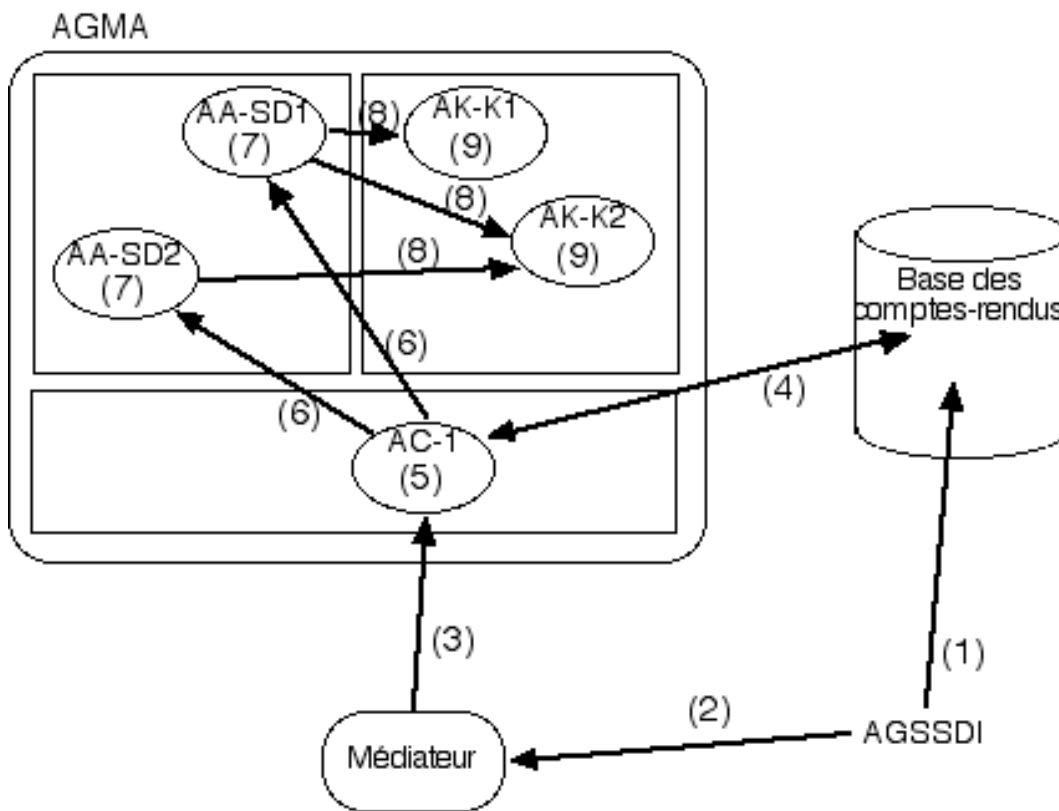 AGMA
AA-SD1
(7)
(8)
AK-K1
(9)
(8)
AK-K2
(9)
AA-SD2
(7)
(8)
Base des
comptes-rendus
(6)
(4)
(6)
AC-1
(5)
(3)
(1)
(2)
AGSSDI
Médiateur